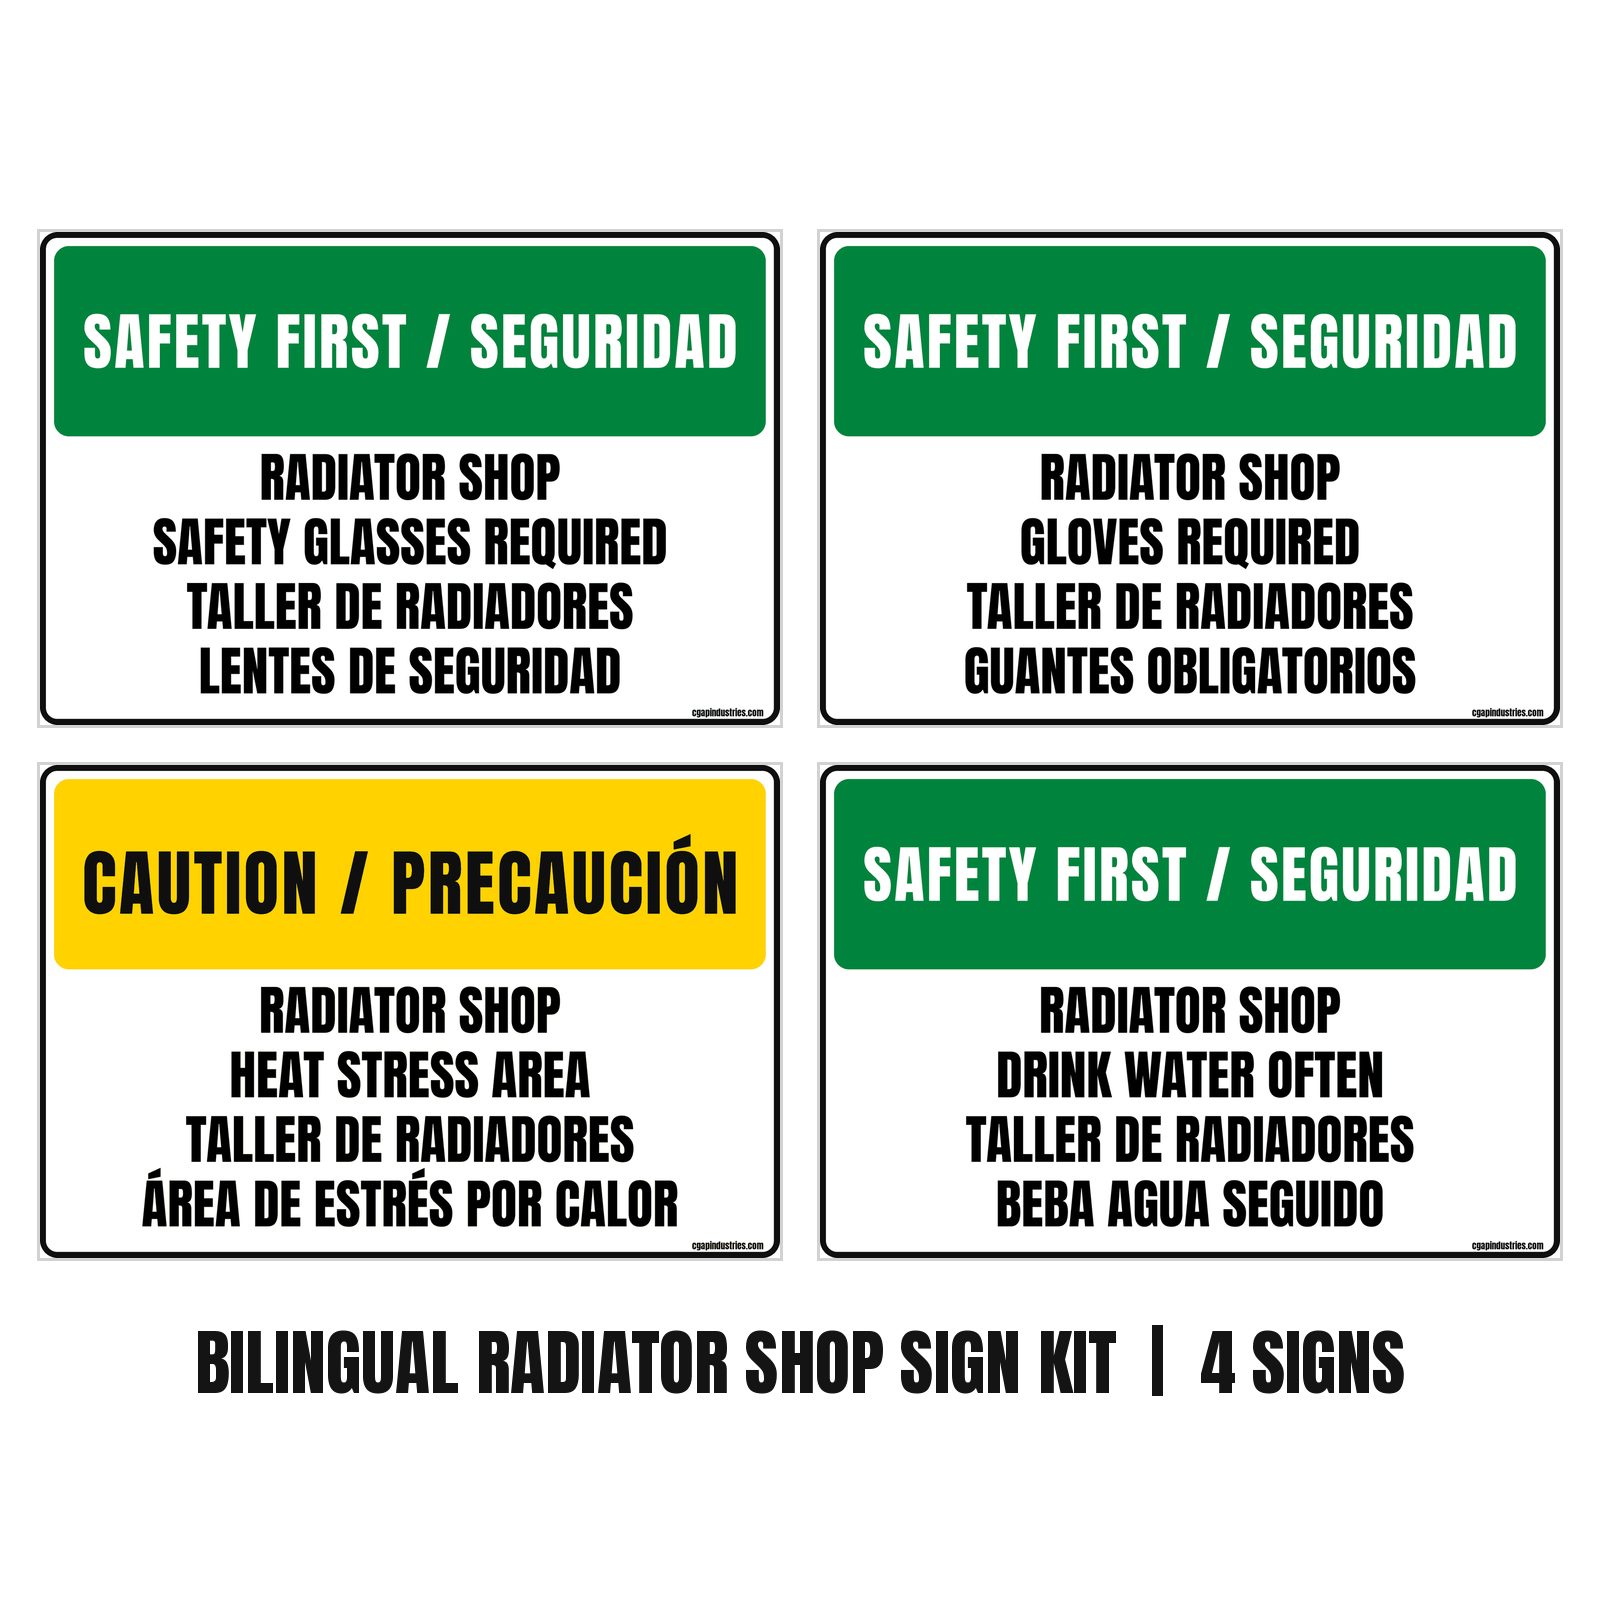 SAFETY FIRST / SEGURIDAD
RADIATOR SHOP
SAFETY GLASSES REQUIRED
TALLER DE RADIADORES
LENTES DE SEGURIDAD
cgapindustries.com
SAFETY FIRST / SEGURIDAD
RADIATOR SHOP
GLOVES REQUIRED
TALLER DE RADIADORES
GUANTES OBLIGATORIOS
cgapindustries.com
CAUTION / PRECAUCIÓN
RADIATOR SHOP
HEAT STRESS AREA
TALLER DE RADIADORES
ÁREA DE ESTRÉS POR CALOR
cgapindustries.com
SAFETY FIRST / SEGURIDAD
RADIATOR SHOP
DRINK WATER OFTEN
TALLER DE RADIADORES
BEBA AGUA SEGUIDO
cgapindustries.com
BILINGUAL RADIATOR SHOP SIGN KIT | 4 SIGNS